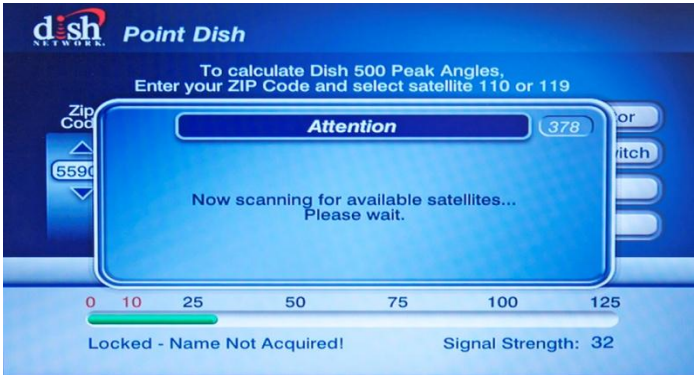 dish
NETWORK.
Point Dish
To calculate Dish 500 Peak Angles,
Enter your ZIP Code and select satellite 110 or 119
Zip
Cod
5590
Attention
378
or
itch
Now scanning for available satellites...
Please wait.
0 10 25 50 75 100 125
Locked - Name Not Acquired!
Signal Strength: 32